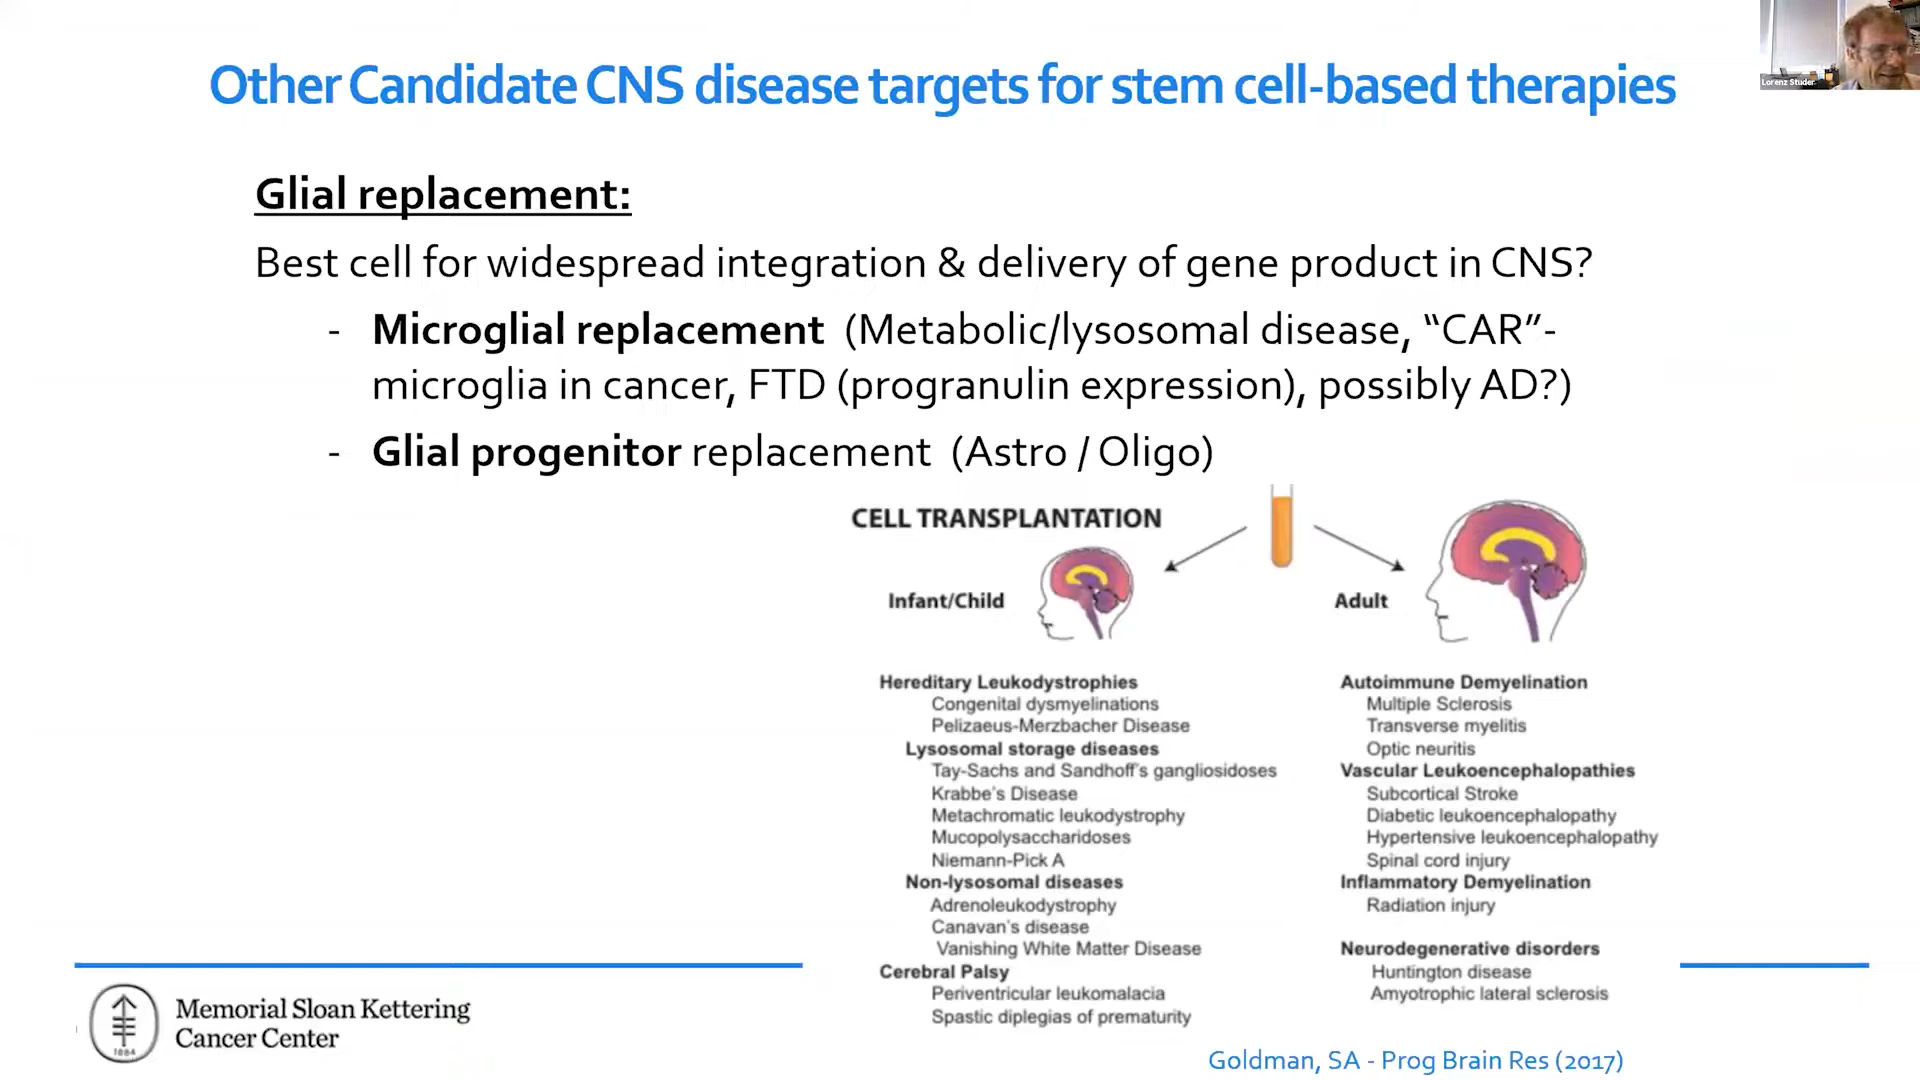 Other Candidate CNS disease targets for stem cell-based therapies
Lorenz Studer
Glial replacement:
Best cell for widespread integration & delivery of gene product in CNS?
- Microglial replacement (Metabolic/lysosomal disease, “CAR”-
microglia in cancer, FTD (progranulin expression), possibly AD?)
- Glial progenitor replacement (Astro / Oligo)
CELL TRANSPLANTATION
Infant/Child
Adult
Hereditary Leukodystrophies
Congenital dysmyelinations
Pelizaeus-Merzbacher Disease
Lysosomal storage diseases
Tay-Sachs and Sandhoff's gangliosidoses
Krabbe's Disease
Metachromatic leukodystrophy
Mucopolysaccharidoses
Niemann-Pick A
Non-lysosomal diseases
Adrenoleukodystrophy
Canavan's disease
Vanishing White Matter Disease
Cerebral Palsy
Periventricular leukomalacia
Spastic diplegias of prematurity
Autoimmune Demyelination
Multiple Sclerosis
Transverse myelitis
Optic neuritis
Vascular Leukoencephalopathies
Subcortical Stroke
Diabetic leukoencephalopathy
Hypertensive leukoencephalopathy
Spinal cord injury
Inflammatory Demyelination
Radiation injury
Neurodegenerative disorders
Huntington disease
Amyotrophic lateral sclerosis
1884
Memorial Sloan Kettering
Cancer Center
Goldman, SA - Prog Brain Res (2017)